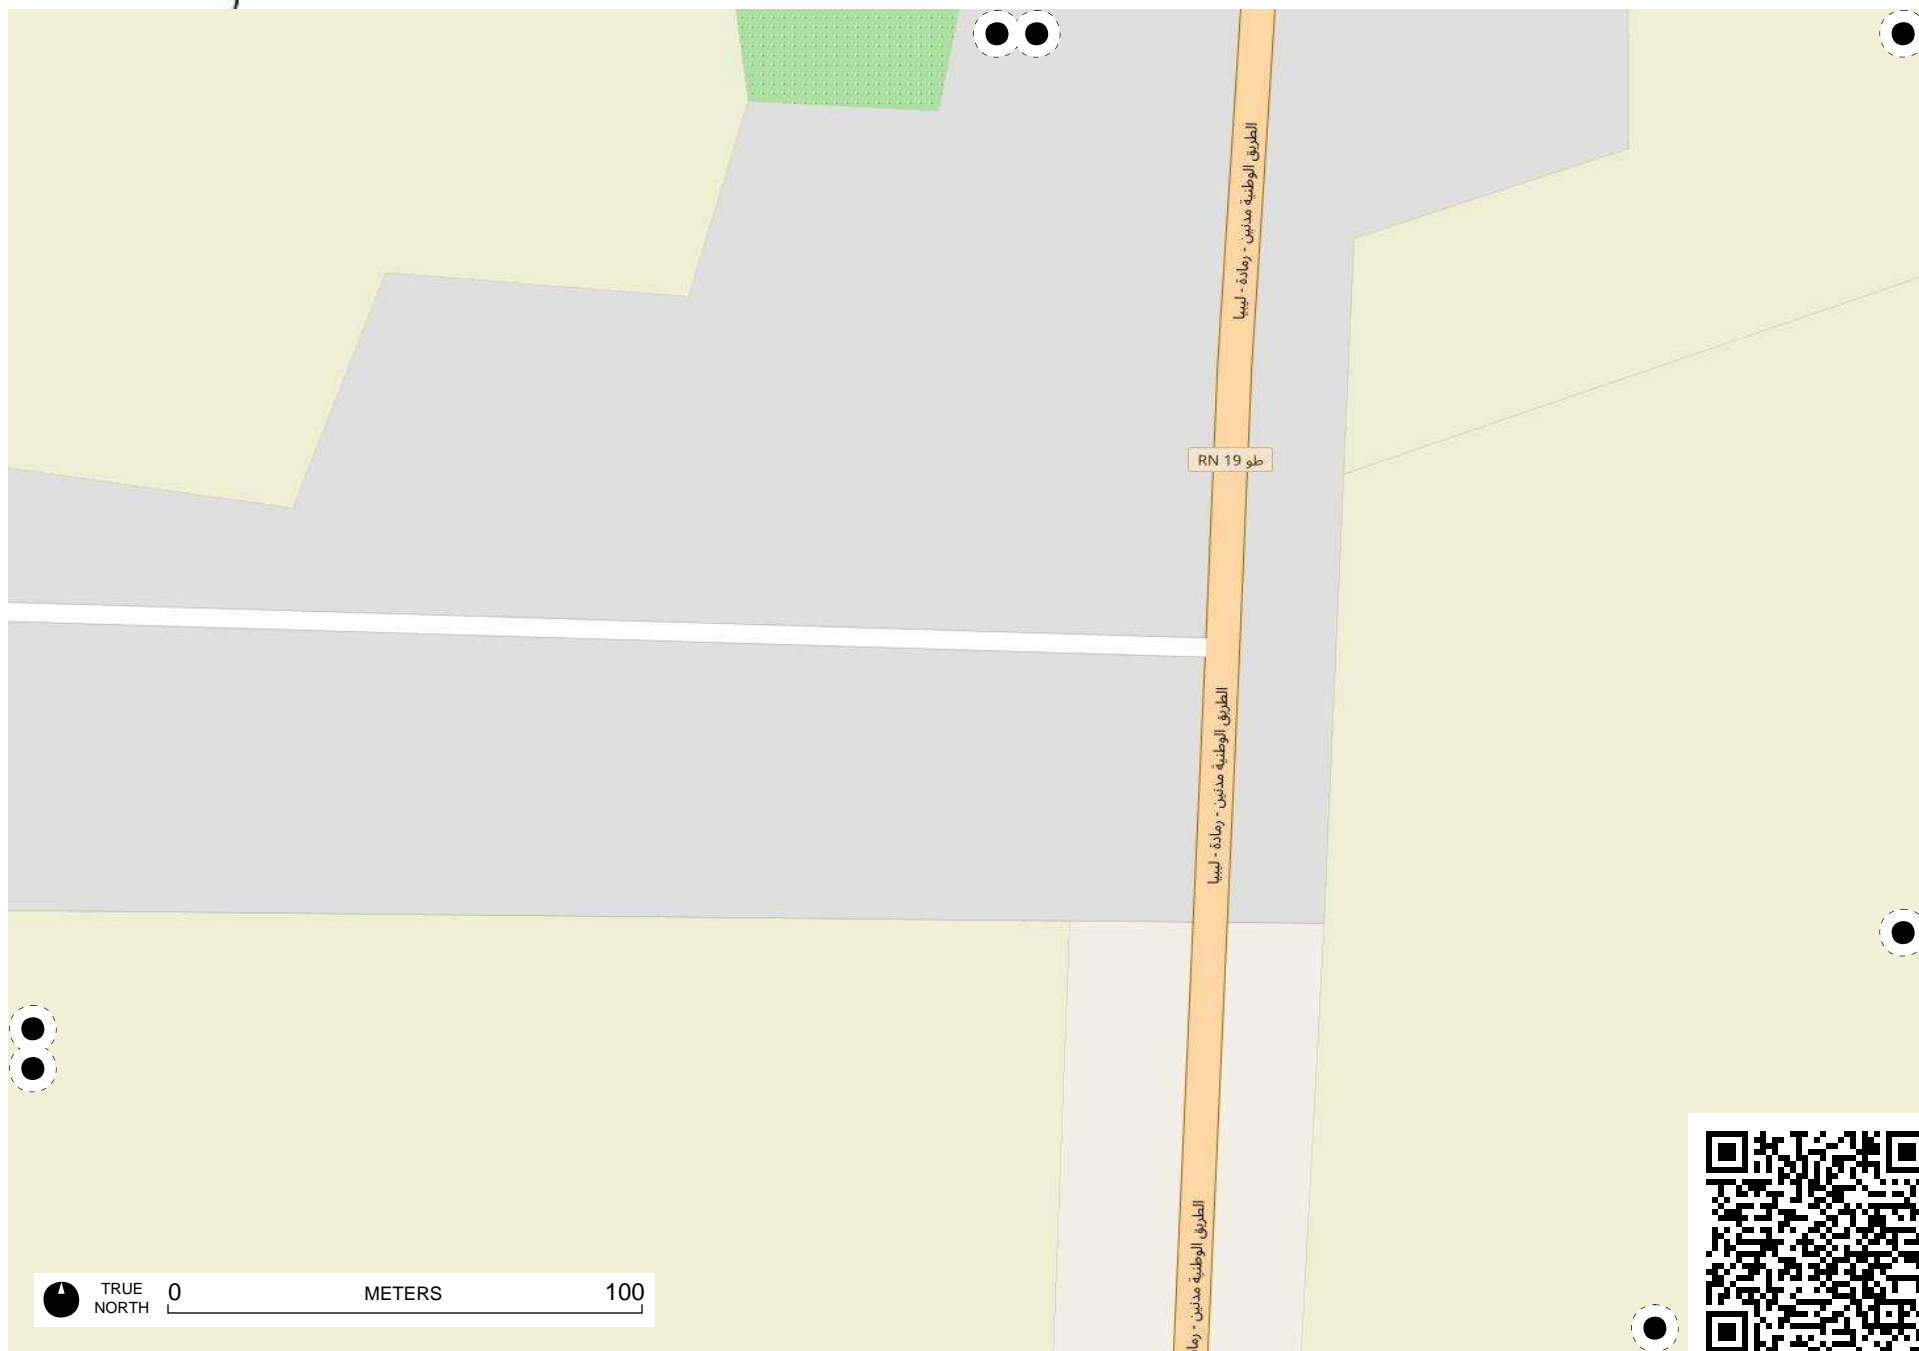 الطريق الوطنية مدنين - رمادة - ليبيا
RN 19 طو
الطريق الوطنية مدنين - رمادة - ليبيا
الطريق الوطنية مدنين - رما
TRUE NORTH
0 METERS 100